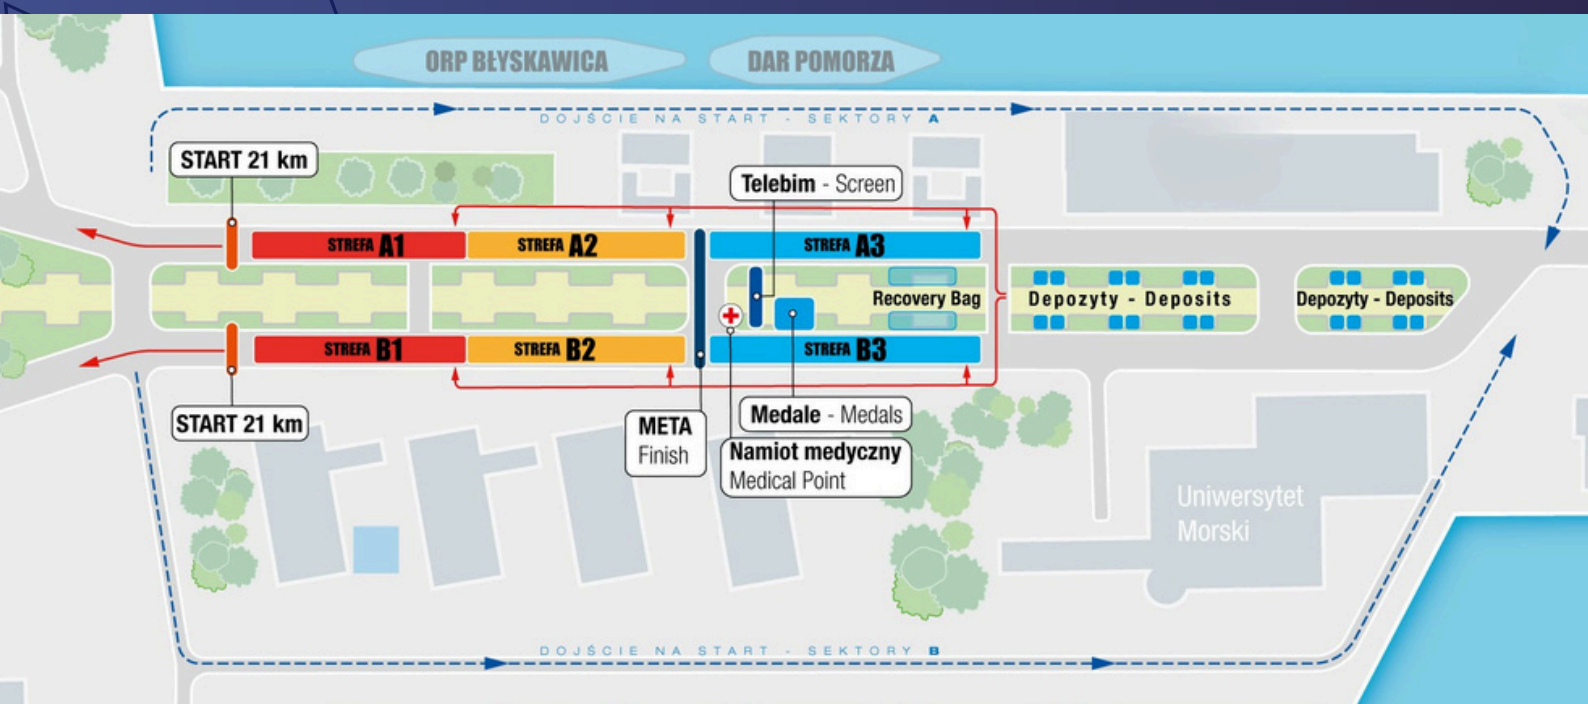 ORP BŁYSKAWICA
DAR POMORZA
DOJŚCIE NA START - SEKTORY A
START 21 km
Telebim - Screen
STREFA A1
STREFA A2
STREFA A3
Recovery Bag
Depozyty - Deposits
Depozyty - Deposits
STREFA B1
STREFA B2
STREFA B3
START 21 km
META
Finish
Medale - Medals
Namiot medyczny
Medical Point
Uniwersytet
Morski
DOJŚCIE NA START - SEKTORY B